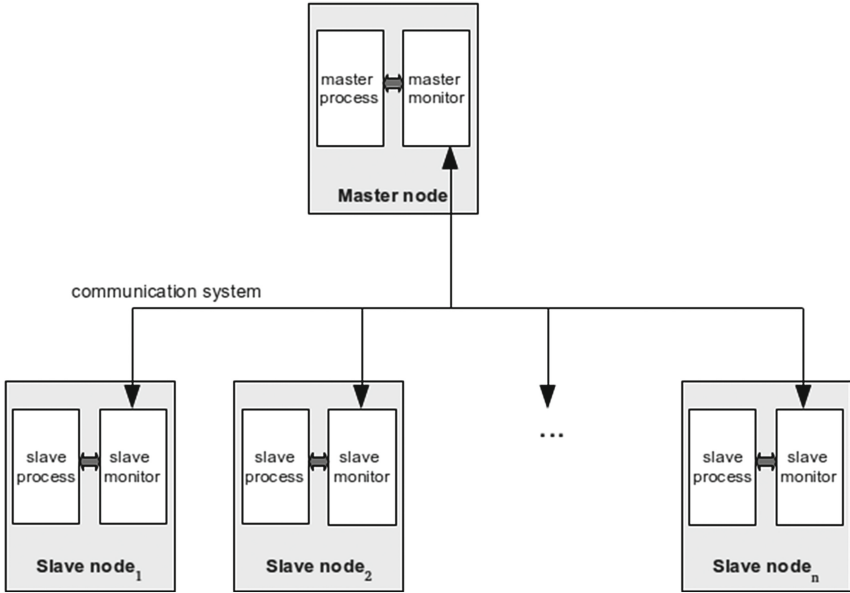 master process
master monitor
Master node
communication system
slave process
slave monitor
Slave node1
slave process
slave monitor
Slave node2
...
slave process
slave monitor
Slave noden